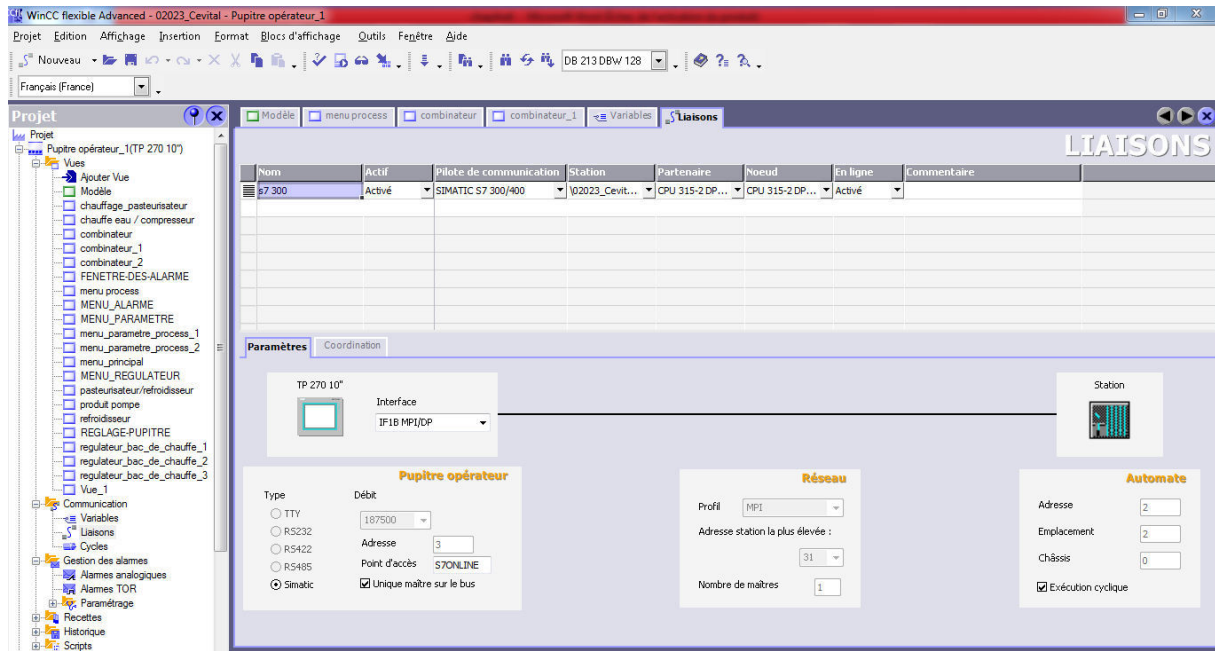 WinCC flexible Advanced - 02023_Cevital - Pupitre opérateur_1
Projet Edition Affichage Insertion Format Blocs d'affichage Outils Fenêtre Aide
Nouveau DB 213 DBW 128
Français (France)
Projet
Projet
Pupitre opérateur_1(TP 270 10")
Vues
Ajouter Vue
Modèle
chauffage_pasteurisateur
chauffe eau / compresseur
combinateur
combinateur_1
combinateur_2
FENETRE-DES-ALARME
menu process
MENU_ALARME
MENU_PARAMETRE
menu_parametre_process_1
menu_parametre_process_2
menu_principal
MENU_REGULATEUR
pasteurisateur/refroidisseur
produit pompe
refroidisseur
REGLAGE-PUPITRE
regulateur_bac_de_chauffe_1
regulateur_bac_de_chauffe_2
regulateur_bac_de_chauffe_3
Vue_1
Communication
Variables
Liaisons
Cycles
Gestion des alarmes
Alarmes analogiques
Alarmes TOR
Paramétrage
Recettes
Historique
Scripts
Modèle menu process combinateur combinateur_1 Variables Liaisons
LIAISONS
Nom Actif Pilote de communication Station Partenaire Noeud En ligne Commentaire
s7 300 Activé SIMATIC S7 300/400 \02023_Cevit... CPU 315-2 DP... CPU 315-2 DP... Activé
Paramètres Coordination
TP 270 10"
Interface
IF1B MPI/DP
Station
Pupitre opérateur
Type Débit
TTY
187500
RS232
RS422
Adresse 3
RS485
Point d'accès S7ONLINE
Simatic
Unique maître sur le bus
Réseau
Profil MPI
Adresse station la plus élevée :
31
Nombre de maîtres 1
Automate
Adresse 2
Emplacement 2
Châssis 0
Exécution cyclique